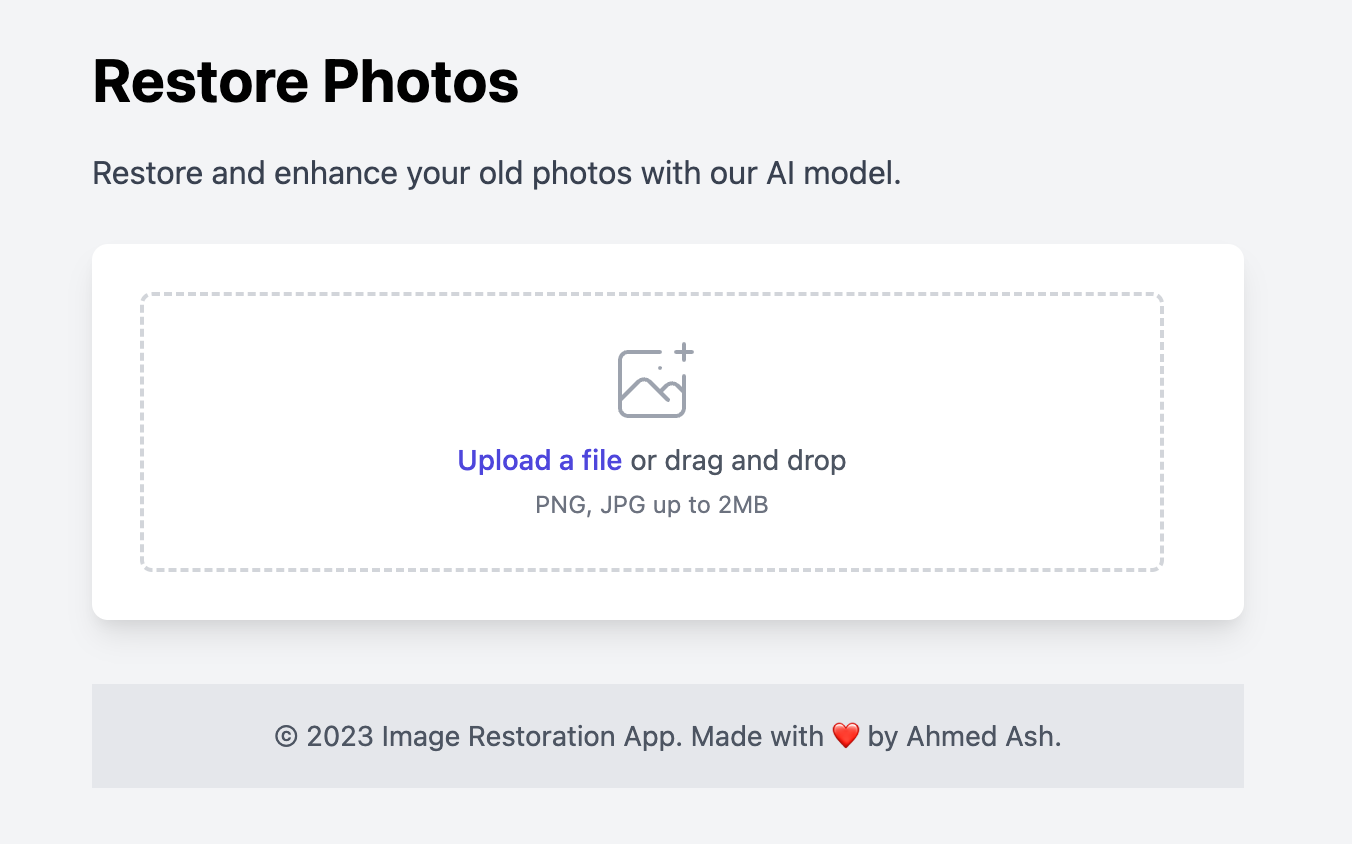 Restore Photos
Restore and enhance your old photos with our AI model.
Upload a file or drag and drop
PNG, JPG up to 2MB
© 2023 Image Restoration App. Made with ❤️ by Ahmed Ash.